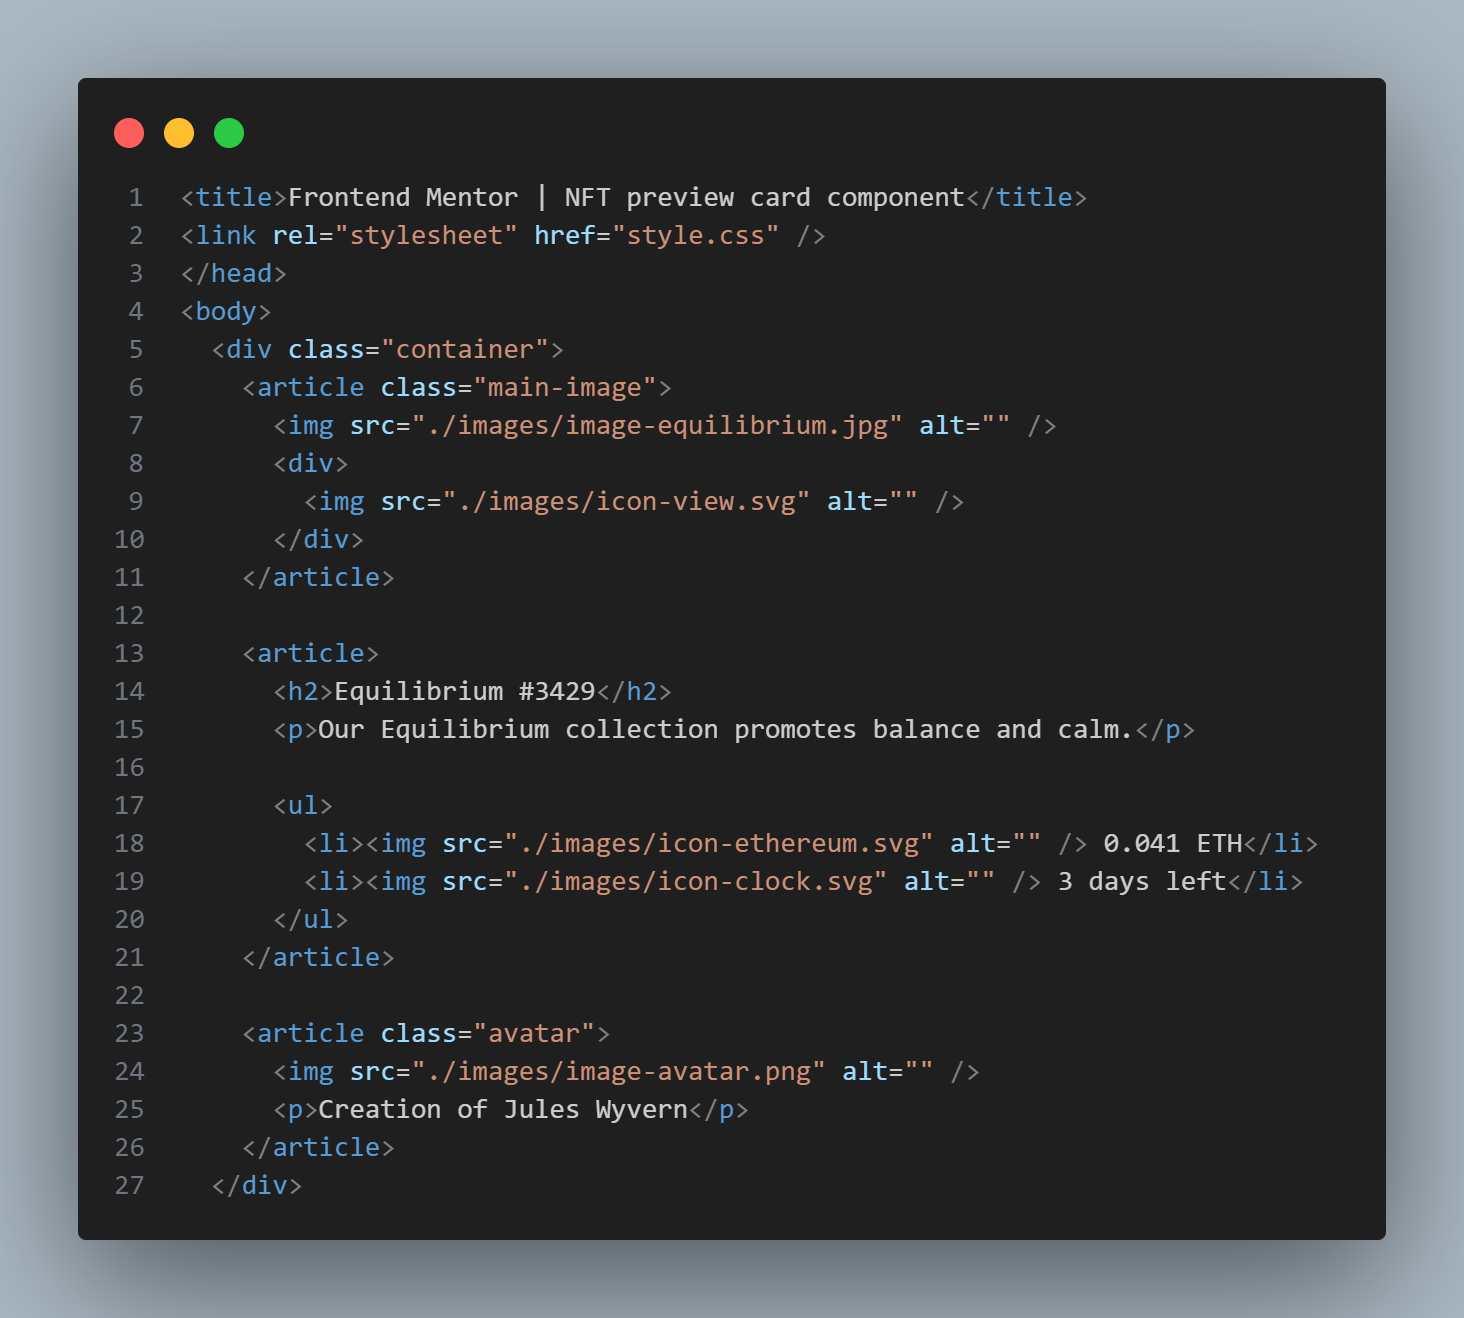 1 <title>Frontend Mentor | NFT preview card component</title>
2 <link rel="stylesheet" href="style.css" />
3 </head>
4 <body>
5   <div class="container">
6     <article class="main-image">
7       <img src="./images/image-equilibrium.jpg" alt="" />
8       <div>
9         <img src="./images/icon-view.svg" alt="" />
10       </div>
11     </article>
12
13     <article>
14       <h2>Equilibrium #3429</h2>
15       <p>Our Equilibrium collection promotes balance and calm.</p>
16
17       <ul>
18         <li><img src="./images/icon-ethereum.svg" alt="" /> 0.041 ETH</li>
19         <li><img src="./images/icon-clock.svg" alt="" /> 3 days left</li>
20       </ul>
21     </article>
22
23     <article class="avatar">
24       <img src="./images/image-avatar.png" alt="" />
25       <p>Creation of Jules Wyvern</p>
26     </article>
27   </div>